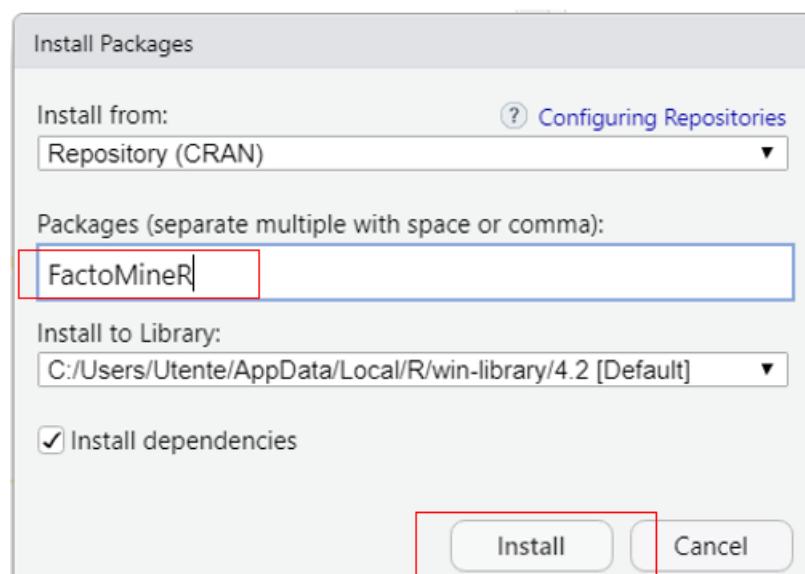 Install Packages
Install from:
? Configuring Repositories
Repository (CRAN)
Packages (separate multiple with space or comma):
FactoMineR
Install to Library:
C:/Users/Utente/AppData/Local/R/win-library/4.2 [Default]
Install dependencies
Install
Cancel